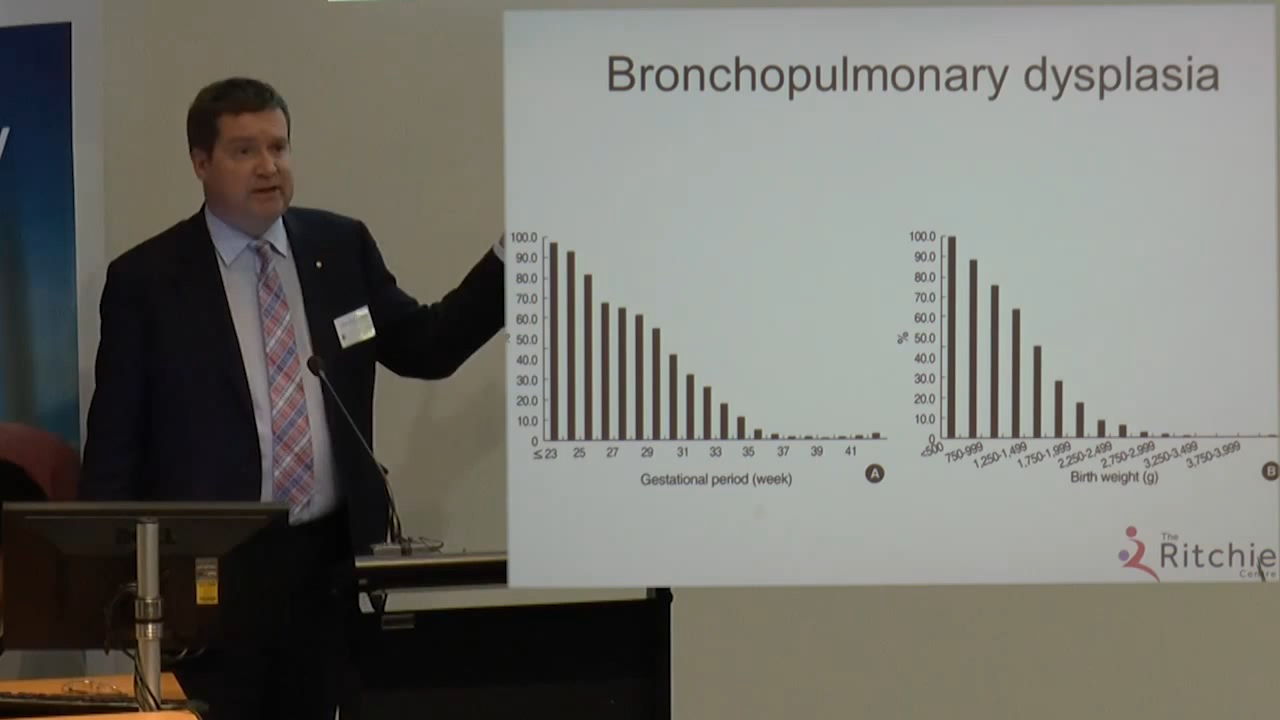 Bronchopulmonary dysplasia
100.0
90.0
80.0
70.0
60.0
50.0
40.0
30.0
20.0
10.0
0
≤23 25 27 29 31 33 35 37 39 41
Gestational period (week)
A
100.0
90.0
80.0
70.0
60.0
50.0
40.0
30.0
20.0
10.0
0
%
<500 750-999 1,250-1,499 1,750-1,999 2,250-2,499 2,750-2,999 3,250-3,499 3,750-3,999
Birth weight (g)
B
The
Ritchie
Centre